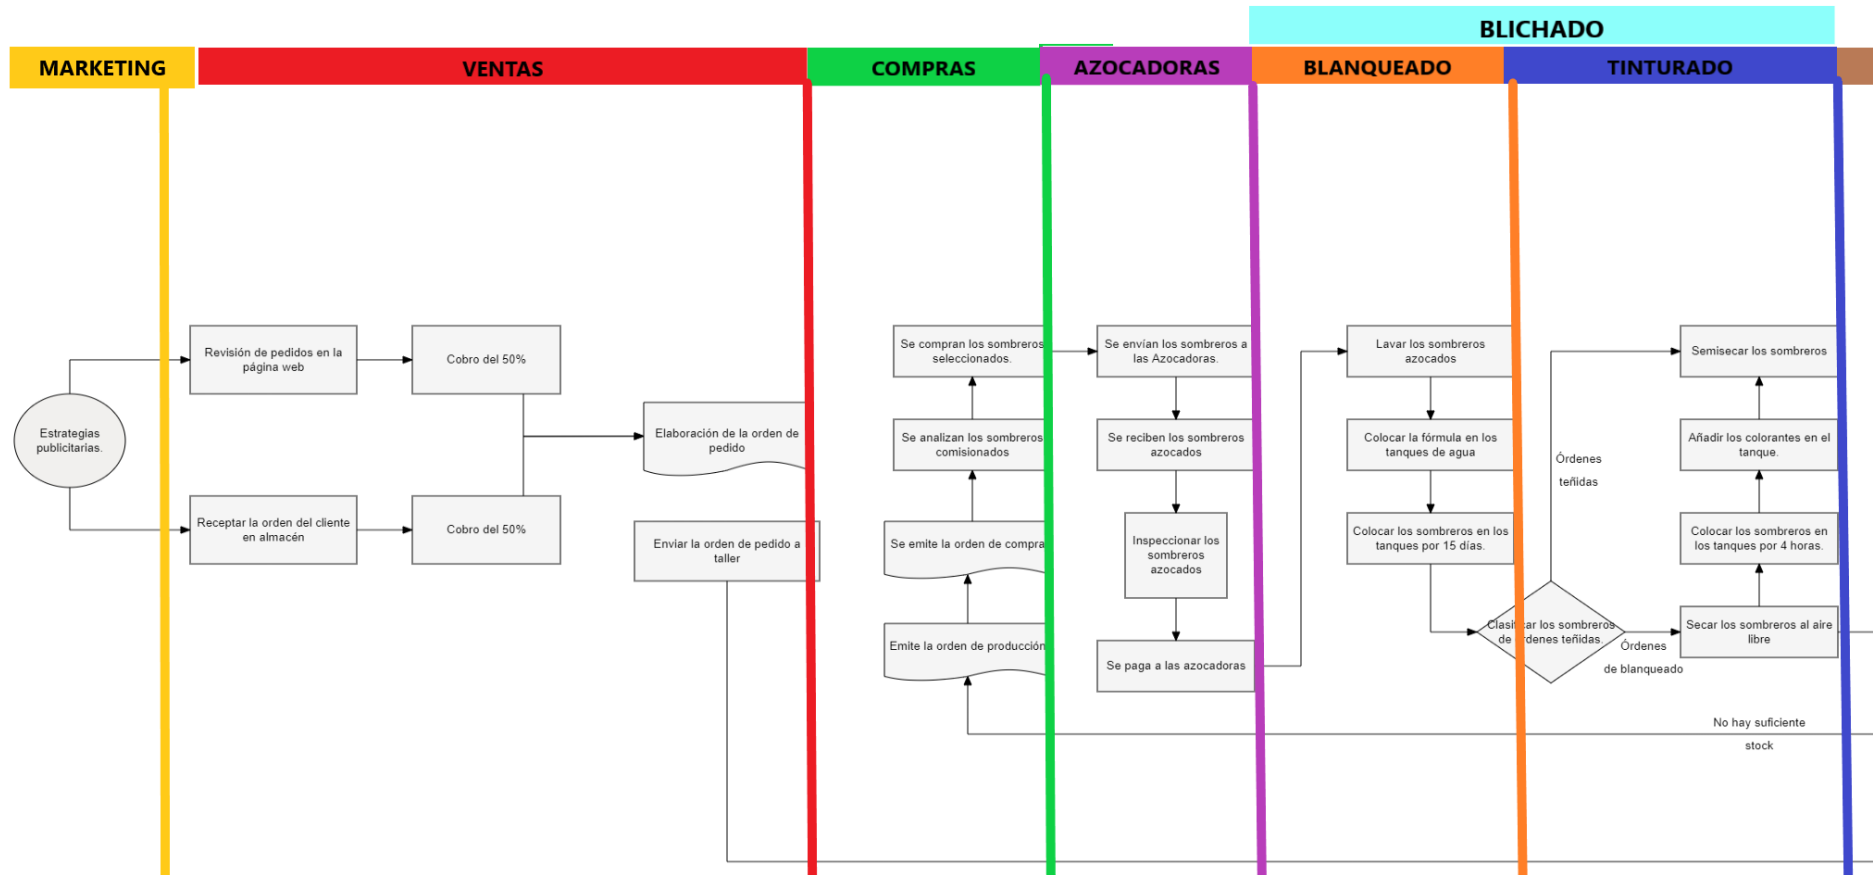 BLICHADO
MARKETING
VENTAS
COMPRAS
AZOCADORAS
BLANQUEADO
TINTURADO
Estrategias
publicitarias.
Revisión de pedidos en la
página web
Cobro del 50%
Receptar la orden del cliente
en almacén
Cobro del 50%
Elaboración de la orden de
pedido
Enviar la orden de pedido a
taller
Se compran los sombreros
seleccionados.
Se analizan los sombreros
comisionados
Se emite la orden de compra
Emite la orden de producción
Se envían los sombreros a
las Azocadoras.
Se reciben los sombreros
azocados
Inspeccionar los
sombreros
azocados
Se paga a las azocadoras
Lavar los sombreros
azocados
Colocar la fórmula en los
tanques de agua
Colocar los sombreros en los
tanques por 15 días.
Clasificar los sombreros
de órdenes teñidas.
Órdenes
teñidas
Órdenes
de blanqueado
Semisecar los sombreros
Añadir los colorantes en el
tanque.
Colocar los sombreros en
los tanques por 4 horas.
Secar los sombreros al aire
libre
No hay suficiente
stock